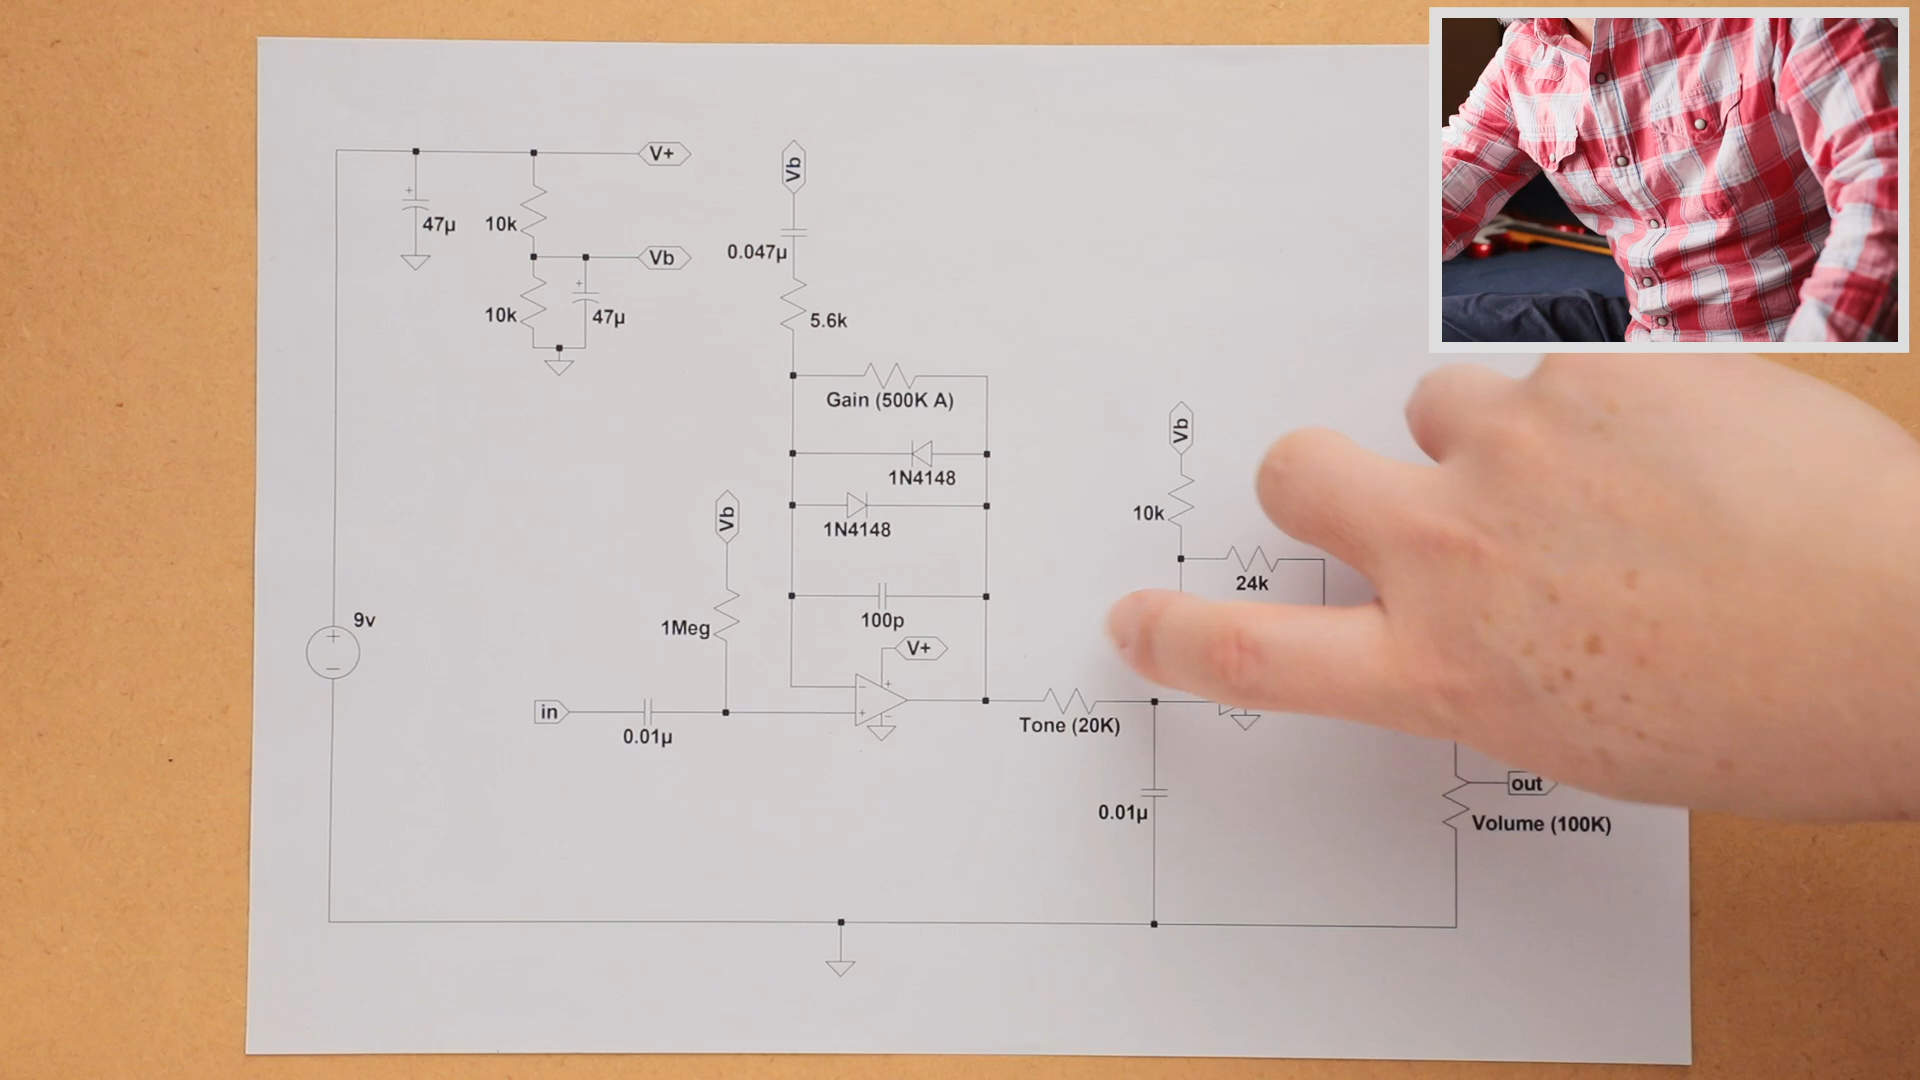 V+
Vb
47µ
10k
Vb
0.047µ
10k
47µ
5.6k
Gain (500K A)
Vb
1N4148
Vb
10k
1N4148
24k
9v
1Meg
100p
V+
in
0.01µ
Tone (20K)
out
0.01µ
Volume (100K)